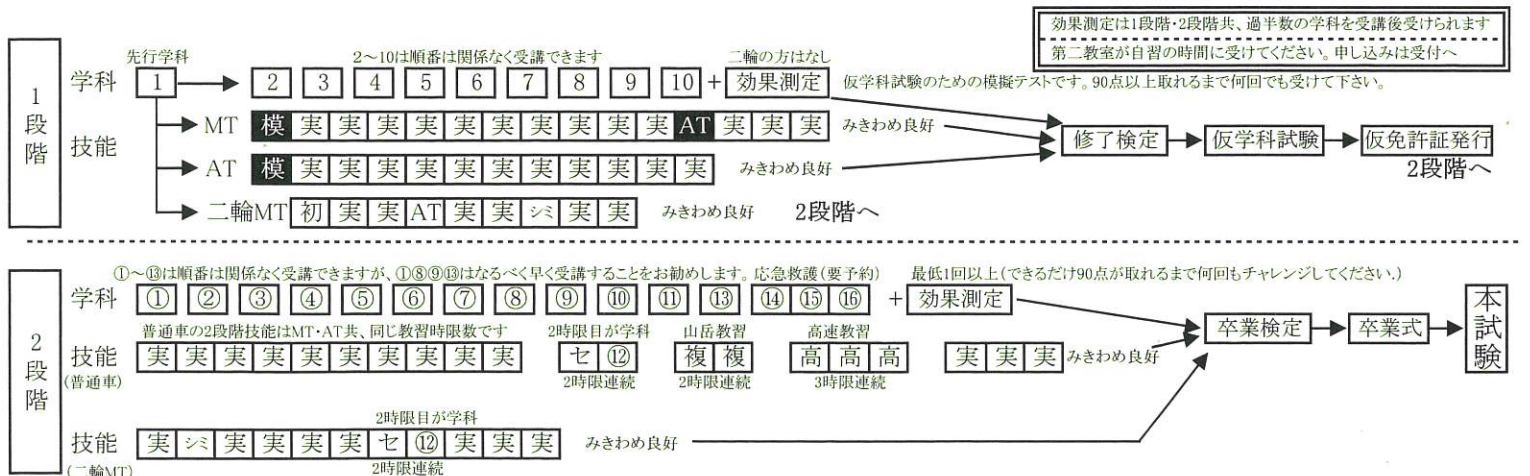 効果測定は1段階・2段階共、過半数の学科を受講後受けられます
第二教室が自習の時間に受けてください。申し込みは受付へ
1段階
先行学科
2～10は順番は関係なく受講できます
二輪の方はなし
学科 1 2 3 4 5 6 7 8 9 10 + 効果測定 仮学科試験のための模擬テストです。90点以上取れるまで何回でも受けて下さい。
技能
MT 模 実 実 実 実 実 実 実 実 実 AT 実 実 実 みきわめ良好
修了検定 仮学科試験 仮免許証発行
2段階へ
AT 模 実 実 実 実 実 実 実 実 実 実 みきわめ良好
二輪MT 初 実 実 AT 実 実 シミ 実 実 みきわめ良好 2段階へ
2段階
①～⑬は順番は関係なく受講できますが、①⑧⑨⑬はなるべく早く受講することをお勧めします。 応急救護(要予約) 最低1回以上(できるだけ90点が取れるまで何回もチャレンジしてください.)
学科 ① ② ③ ④ ⑤ ⑥ ⑦ ⑧ ⑨ ⑩ ⑪ ⑬ ⑭ ⑮ ⑯ + 効果測定
普通車の2段階技能はMT・AT共、同じ教習時限数です 2時限目が学科 山岳教習 高速教習
技能 実 実 実 実 実 実 実 実 実 実 セ ⑫ 複 複 高 高 高 実 実 実 みきわめ良好
(普通車) 2時限連続 2時限連続 3時限連続
卒業検定 卒業式 本試験
2時限目が学科
技能 実 シミ 実 実 実 実 セ ⑫ 実 実 実 みきわめ良好
(二輪MT) 2時限連続